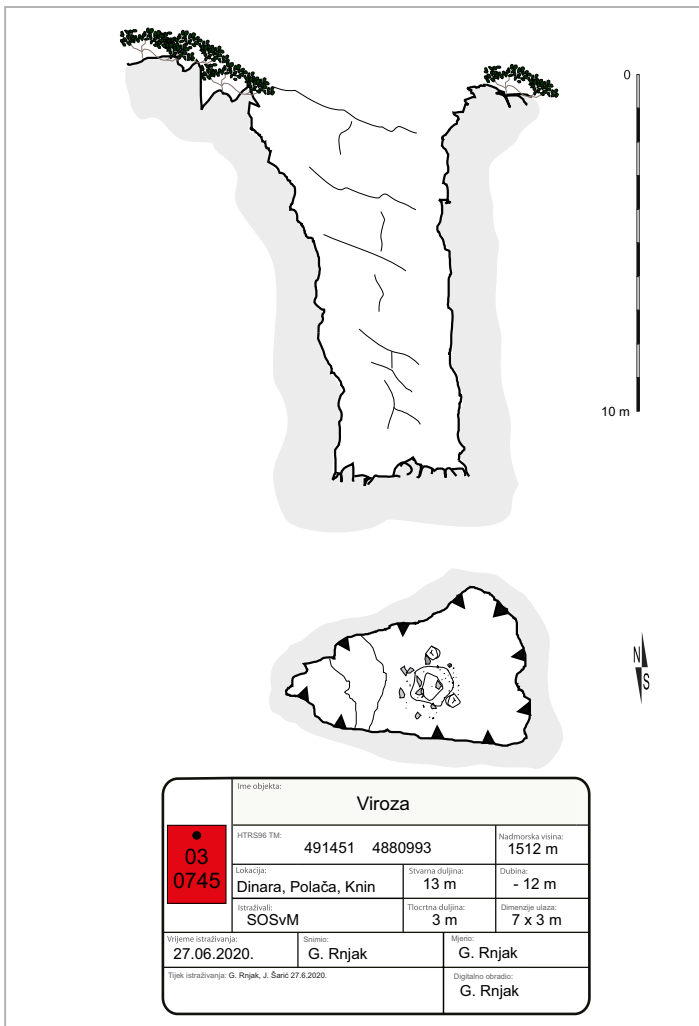 0
10 m
N
S
Ime objekta:
Viroza
03
0745
HTRS96 TM:
491451 4880993
Nadmorska visina:
1512 m
Lokacija:
Dinara, Polača, Knin
Stvarna duljina:
13 m
Dubina:
- 12 m
Istraživali:
SOSvM
Tlocrtna duljina:
3 m
Dimenzije ulaza:
7 x 3 m
Vrijeme istraživanja:
27.06.2020.
Snimio:
G. Rnjak
Mjerio:
G. Rnjak
Tijek istraživanja: G. Rnjak, J. Šarić 27.6.2020.
Digitalno obradio:
G. Rnjak